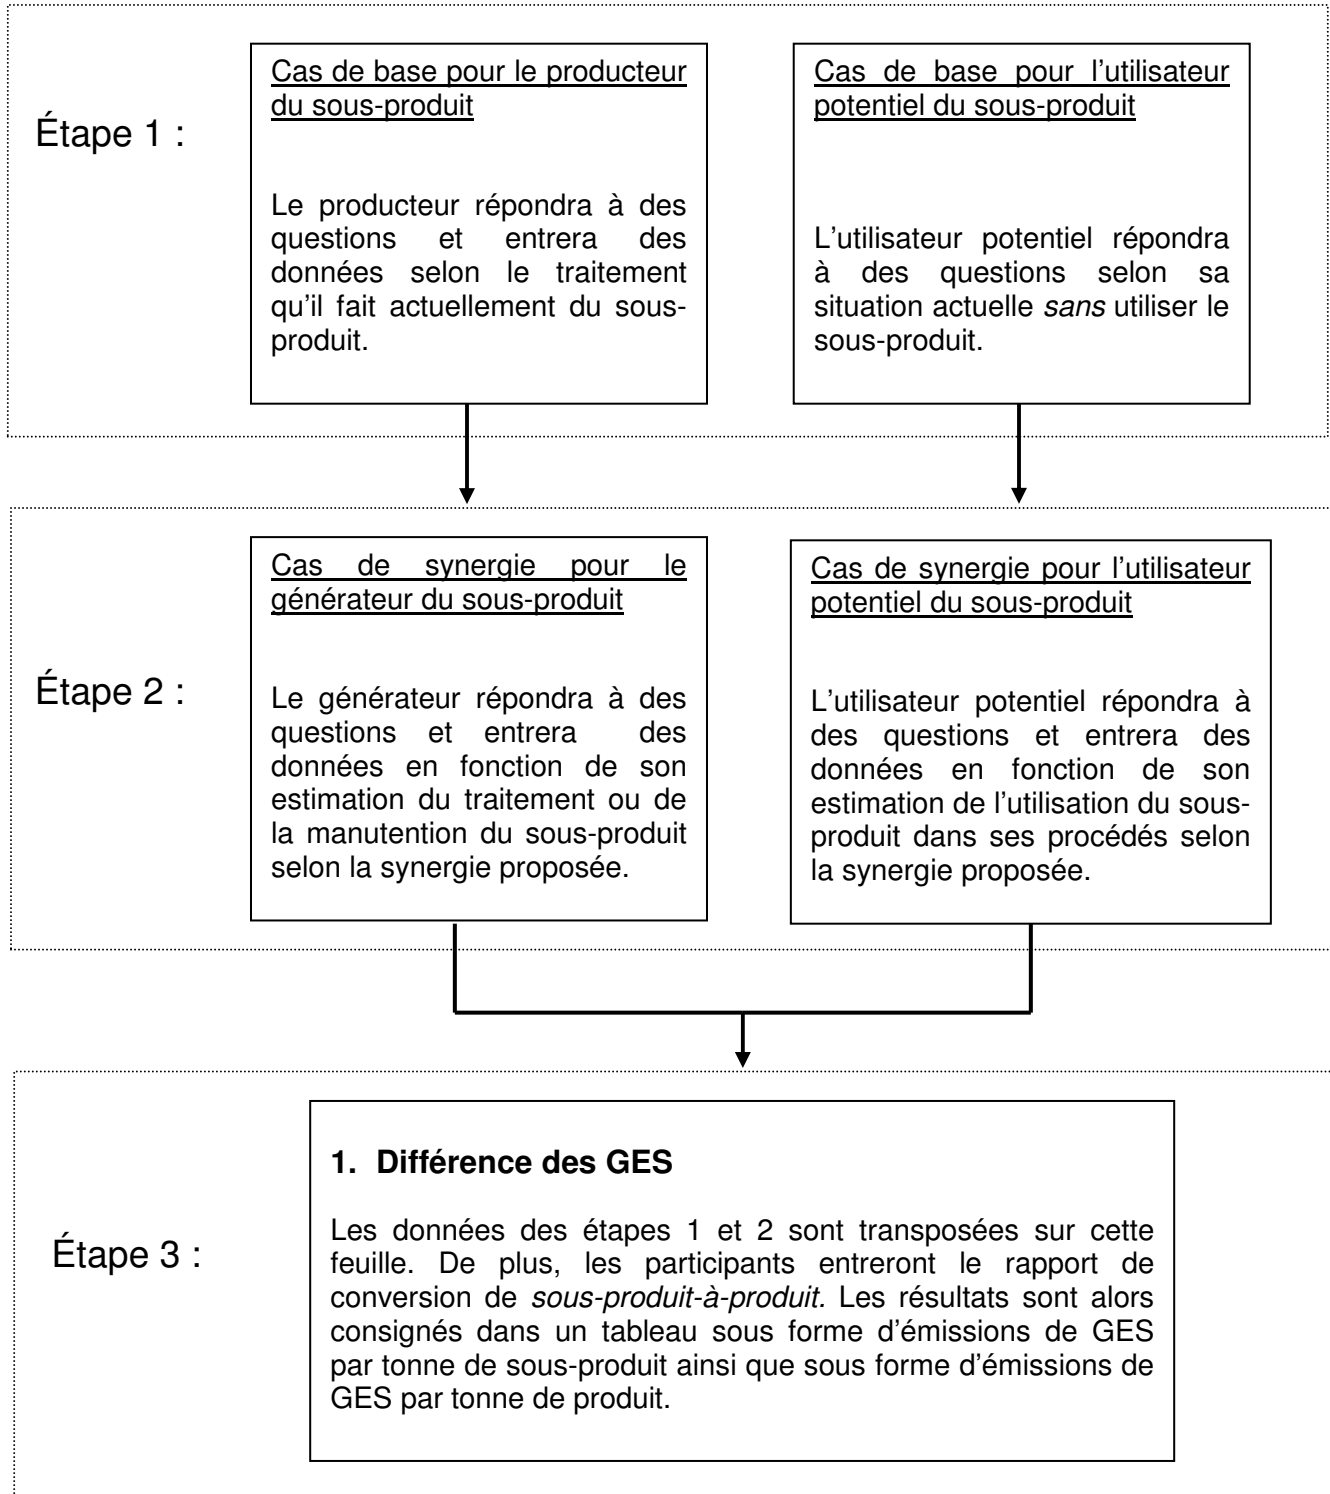 Étape 1 :
Cas de base pour le producteur
du sous-produit
Le producteur répondra à des
questions et entrera des
données selon le traitement
qu'il fait actuellement du sous-
produit.
Cas de base pour l'utilisateur
potentiel du sous-produit
L'utilisateur potentiel répondra
à des questions selon sa
situation actuelle sans utiliser le
sous-produit.
Étape 2 :
Cas de synergie pour le
générateur du sous-produit
Le générateur répondra à des
questions et entrera des
données en fonction de son
estimation du traitement ou de
la manutention du sous-produit
selon la synergie proposée.
Cas de synergie pour l'utilisateur
potentiel du sous-produit
L'utilisateur potentiel répondra à
des questions et entrera des
données en fonction de son
estimation de l'utilisation du sous-
produit dans ses procédés selon
la synergie proposée.
Étape 3 :
1. Différence des GES
Les données des étapes 1 et 2 sont transposées sur cette
feuille. De plus, les participants entreront le rapport de
conversion de sous-produit-à-produit. Les résultats sont alors
consignés dans un tableau sous forme d'émissions de GES
par tonne de sous-produit ainsi que sous forme d'émissions de
GES par tonne de produit.